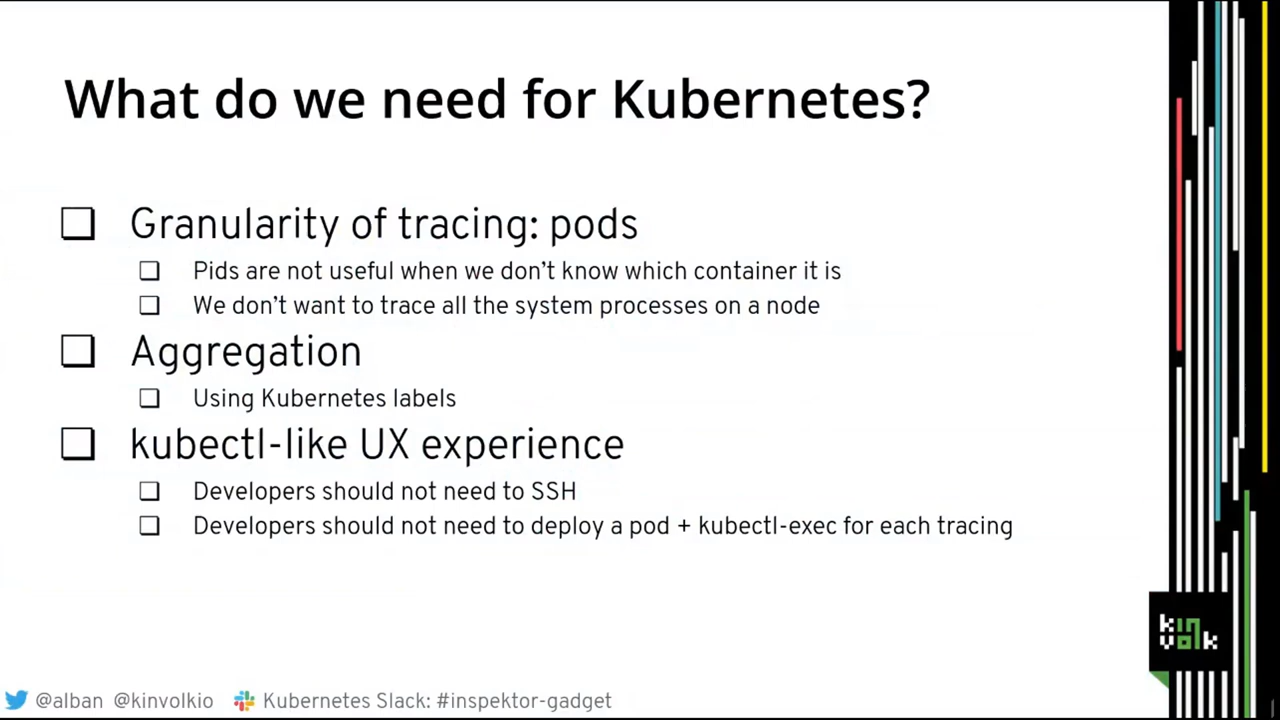 What do we need for Kubernetes?
Granularity of tracing: pods
Pids are not useful when we don't know which container it is
We don't want to trace all the system processes on a node
Aggregation
Using Kubernetes labels
kubectl-like UX experience
Developers should not need to SSH
Developers should not need to deploy a pod + kubectl-exec for each tracing
kin
volk
@alban @kinvolkio Kubernetes Slack: #inspektor-gadget